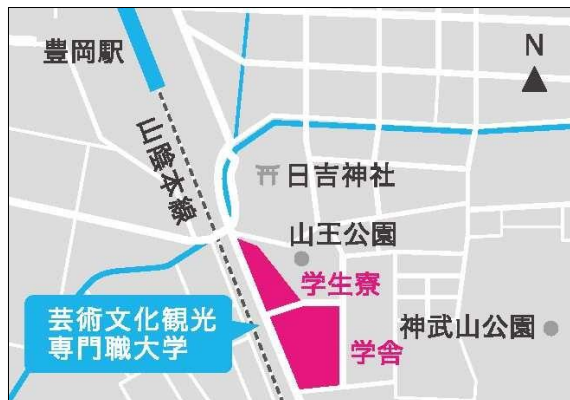 豊岡駅
N
山陰本線
日吉神社
山王公園
学生寮
芸術文化観光
専門職大学
学舎
神武山公園